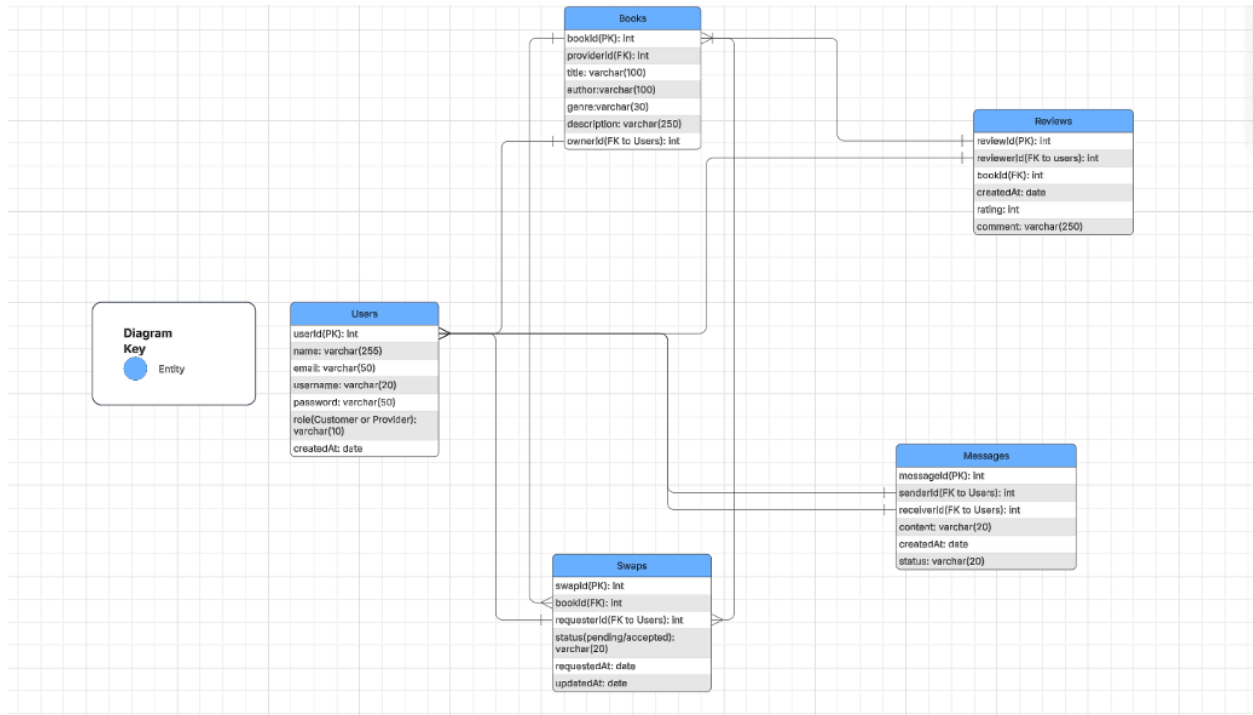 Books
bookId(PK): int
providerId(FK): int
title: varchar(100)
author:varchar(100)
genre:varchar(30)
description: varchar(250)
ownerId(FK to Users): int
Reviews
reviewId(PK): int
reviewerId(FK to users): int
bookId(FK): int
createdAt: date
rating: int
comment: varchar(250)
Diagram
Key
Entity
Users
userId(PK): int
name: varchar(255)
email: varchar(50)
username: varchar(20)
password: varchar(50)
role(Customer or Provider):
varchar(10)
createdAt: date
Messages
messageId(PK): int
senderId(FK to Users): int
receiverId(FK to Users): int
content: varchar(20)
createdAt: date
status: varchar(20)
Swaps
swapId(PK): int
bookId(FK): int
requesterId(FK to Users): int
status(pending/accepted):
varchar(20)
requestedAt: date
updatedAt: date